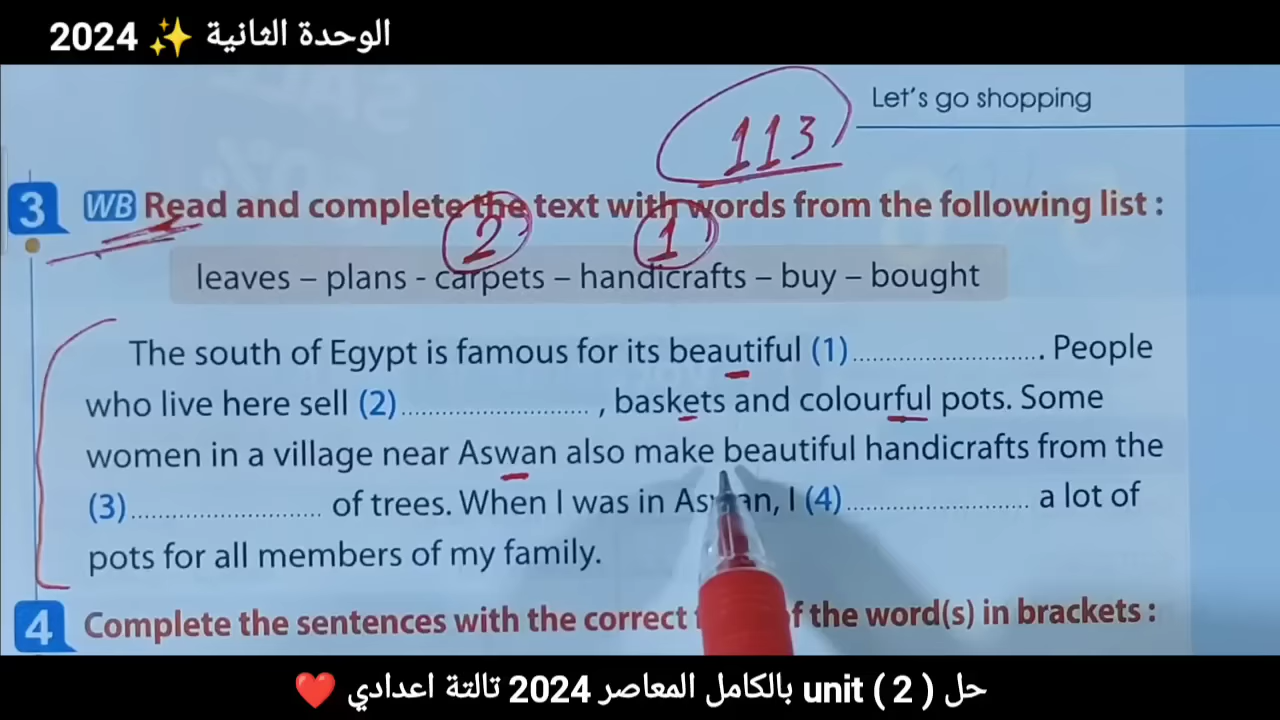 الوحدة الثانية ✨ 2024
Let's go shopping
113
3 WB Read and complete the text with words from the following list :
2 1
leaves – plans - carpets – handicrafts – buy – bought
The south of Egypt is famous for its beautiful (1)............................. . People
who live here sell (2)............................. , baskets and colourful pots. Some
women in a village near Aswan also make beautiful handicrafts from the
(3)............................. of trees. When I was in Aswan, I (4)............................. a lot of
pots for all members of my family.
4 Complete the sentences with the correct of the word(s) in brackets :
حل ( 2 ) unit بالكامل المعاصر 2024 تالتة اعدادي ❤️